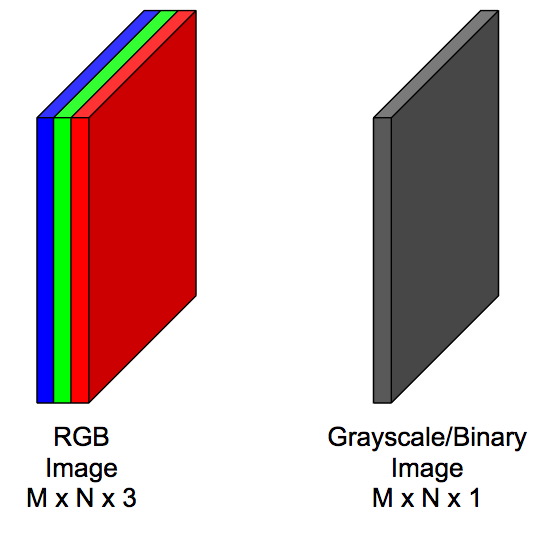 RGB
Image
M x N x 3
Grayscale/Binary
Image
M x N x 1